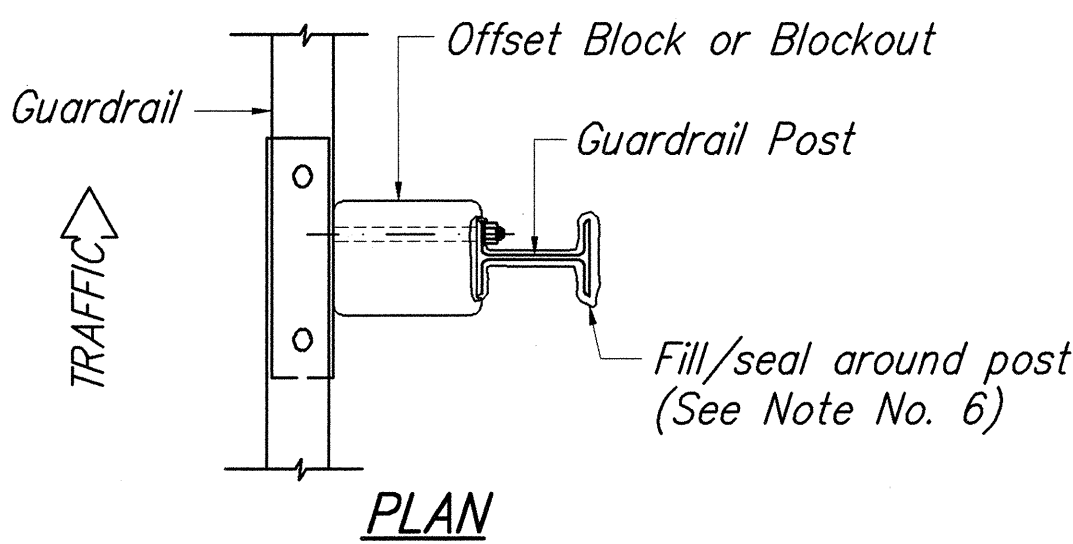 Offset Block or Blockout
Guardrail
Guardrail Post
TRAFFIC
Fill/seal around post
(See Note No. 6)
PLAN